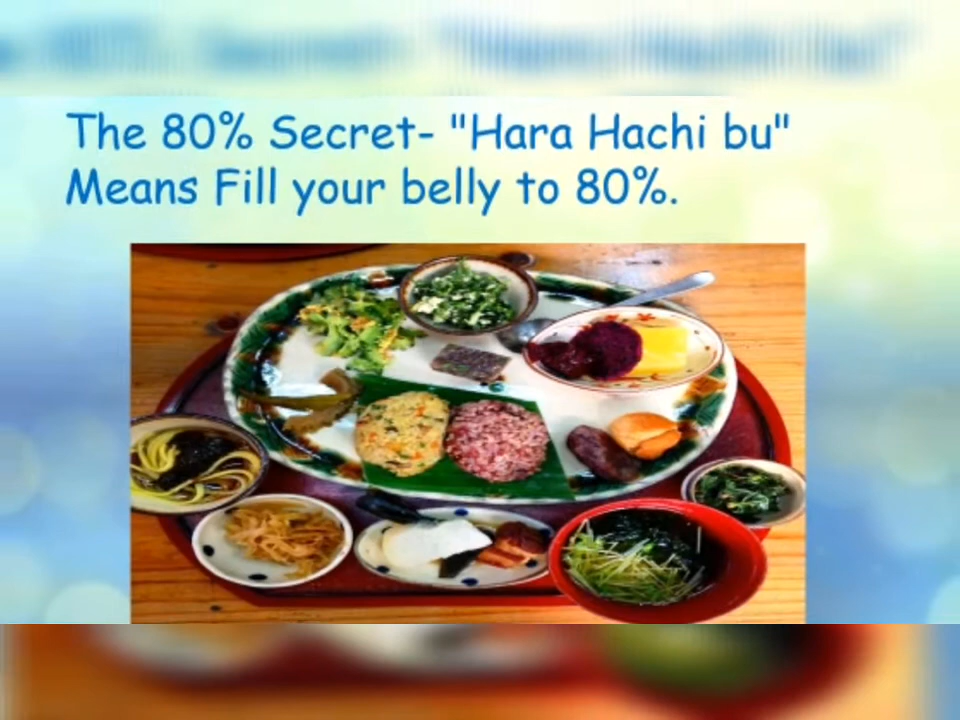 The 80% Secret- "Hara Hachi bu"
Means Fill your belly to 80%.